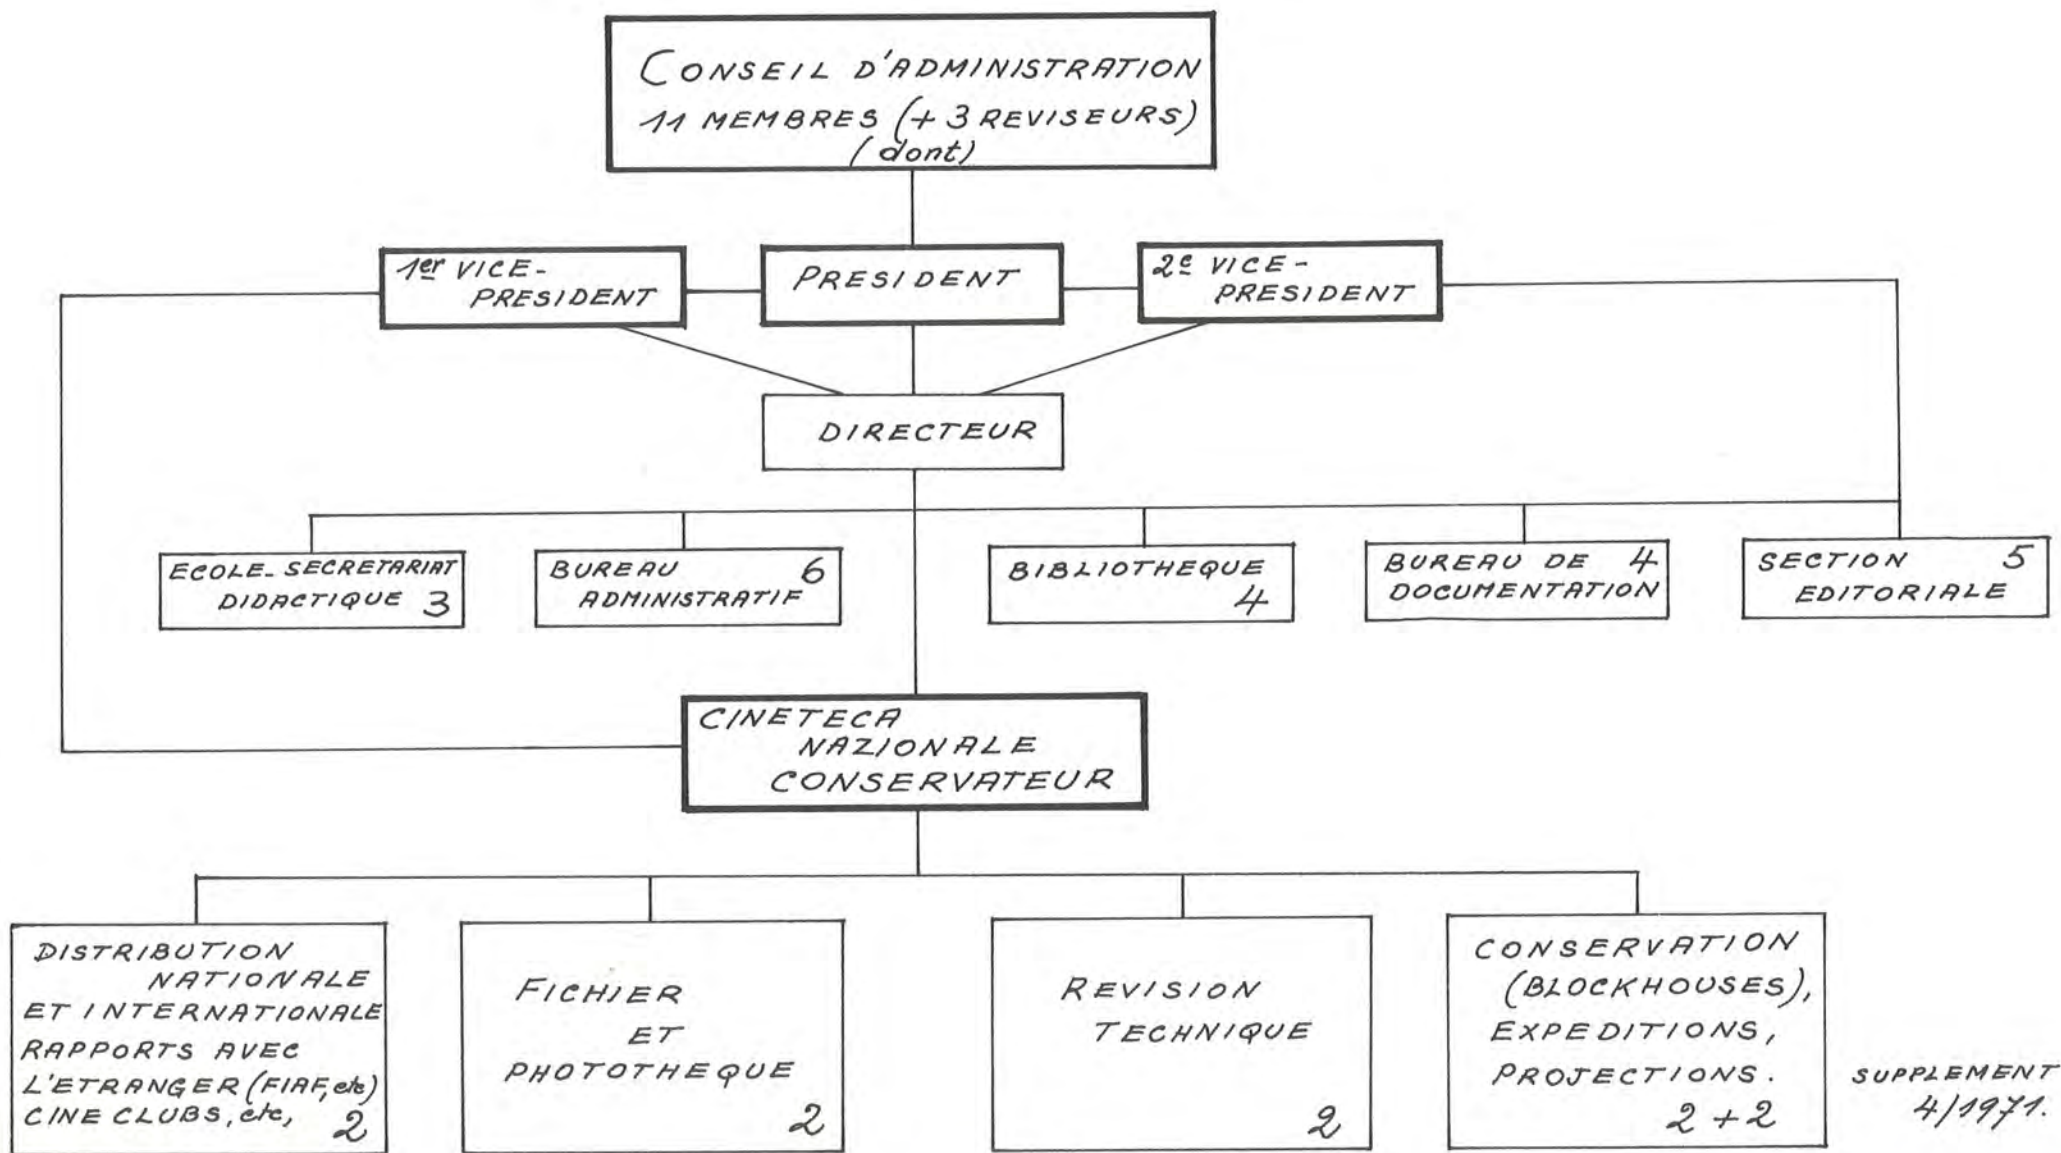 CONSEIL D'ADMINISTRATION
11 MEMBRES (+ 3 REVISEURS)
(dont)
1er VICE-
PRESIDENT
PRESIDENT
2e VICE-
PRESIDENT
DIRECTEUR
ECOLE-SECRETARIAT
DIDACTIQUE 3
BUREAU 6
ADMINISTRATIF
BIBLIOTHEQUE
4
BUREAU DE 4
DOCUMENTATION
SECTION 5
EDITORIALE
CINETECA
NAZIONALE
CONSERVATEUR
DISTRIBUTION
NATIONALE
ET INTERNATIONALE
RAPPORTS AVEC
L'ETRANGER (FIAF, etc)
CINE CLUBS, etc, 2
FICHIER
ET
PHOTOTHEQUE
2
REVISION
TECHNIQUE
2
CONSERVATION
(BLOCKHOUSES),
EXPEDITIONS,
PROJECTIONS.
2 + 2
SUPPLEMENT
4/1971.